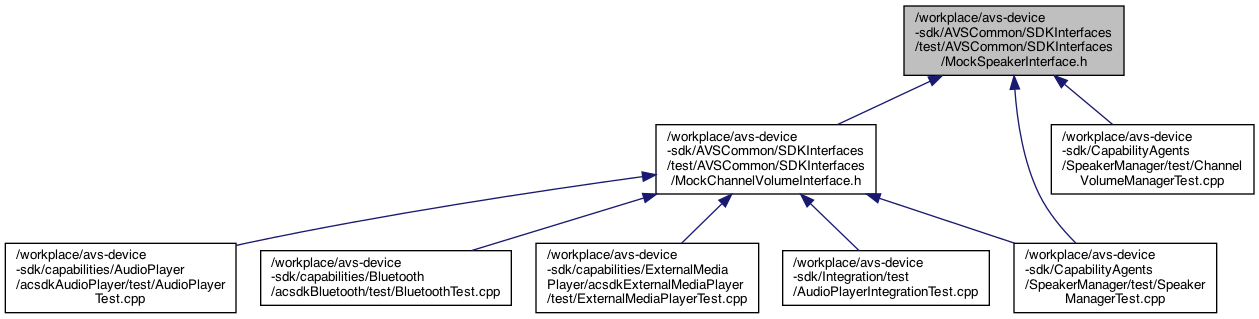 /workplace/avs-device
-sdk/AVSCommon/SDKInterfaces
/test/AVSCommon/SDKInterfaces
/MockSpeakerInterface.h
/workplace/avs-device
-sdk/AVSCommon/SDKInterfaces
/test/AVSCommon/SDKInterfaces
/MockChannelVolumeInterface.h
/workplace/avs-device
-sdk/CapabilityAgents
/SpeakerManager/test/Channel
VolumeManagerTest.cpp
/workplace/avs-device
-sdk/capabilities/AudioPlayer
/acsdkAudioPlayer/test/AudioPlayer
Test.cpp
/workplace/avs-device
-sdk/capabilities/Bluetooth
/acsdkBluetooth/test/BluetoothTest.cpp
/workplace/avs-device
-sdk/capabilities/ExternalMedia
Player/acsdkExternalMediaPlayer
/test/ExternalMediaPlayerTest.cpp
/workplace/avs-device
-sdk/Integration/test
/AudioPlayerIntegrationTest.cpp
/workplace/avs-device
-sdk/CapabilityAgents
/SpeakerManager/test/Speaker
ManagerTest.cpp